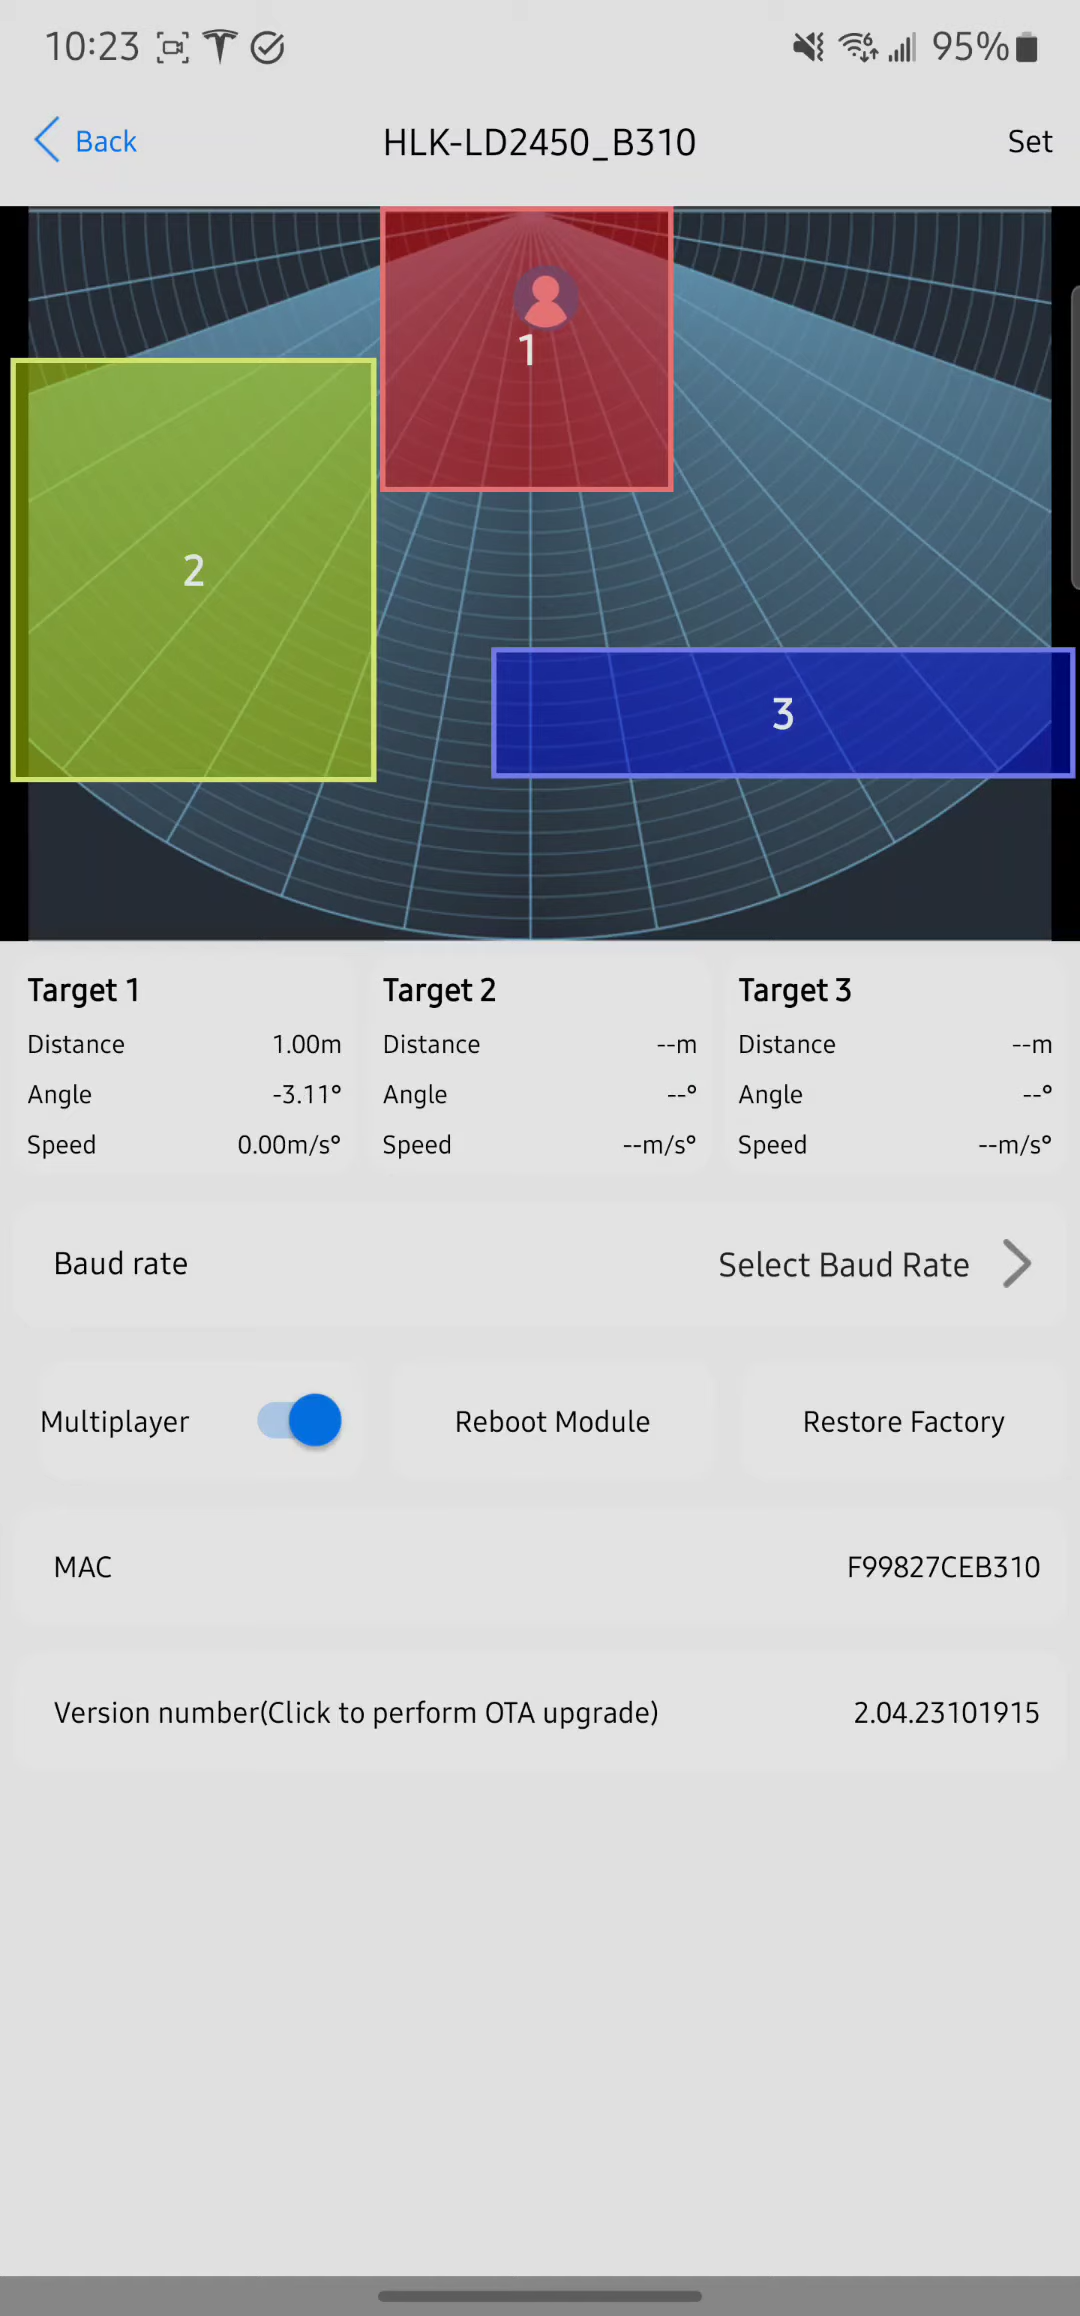 10:23 6 95%
Back HLK-LD2450_B310 Set
1
2
3
Target 1 Target 2 Target 3
Distance 1.00m Distance --m Distance --m
Angle -3.11° Angle --° Angle --°
Speed 0.00m/s° Speed --m/s° Speed --m/s°
Baud rate Select Baud Rate
Multiplayer Reboot Module Restore Factory
MAC F99827CEB310
Version number(Click to perform OTA upgrade) 2.04.23101915